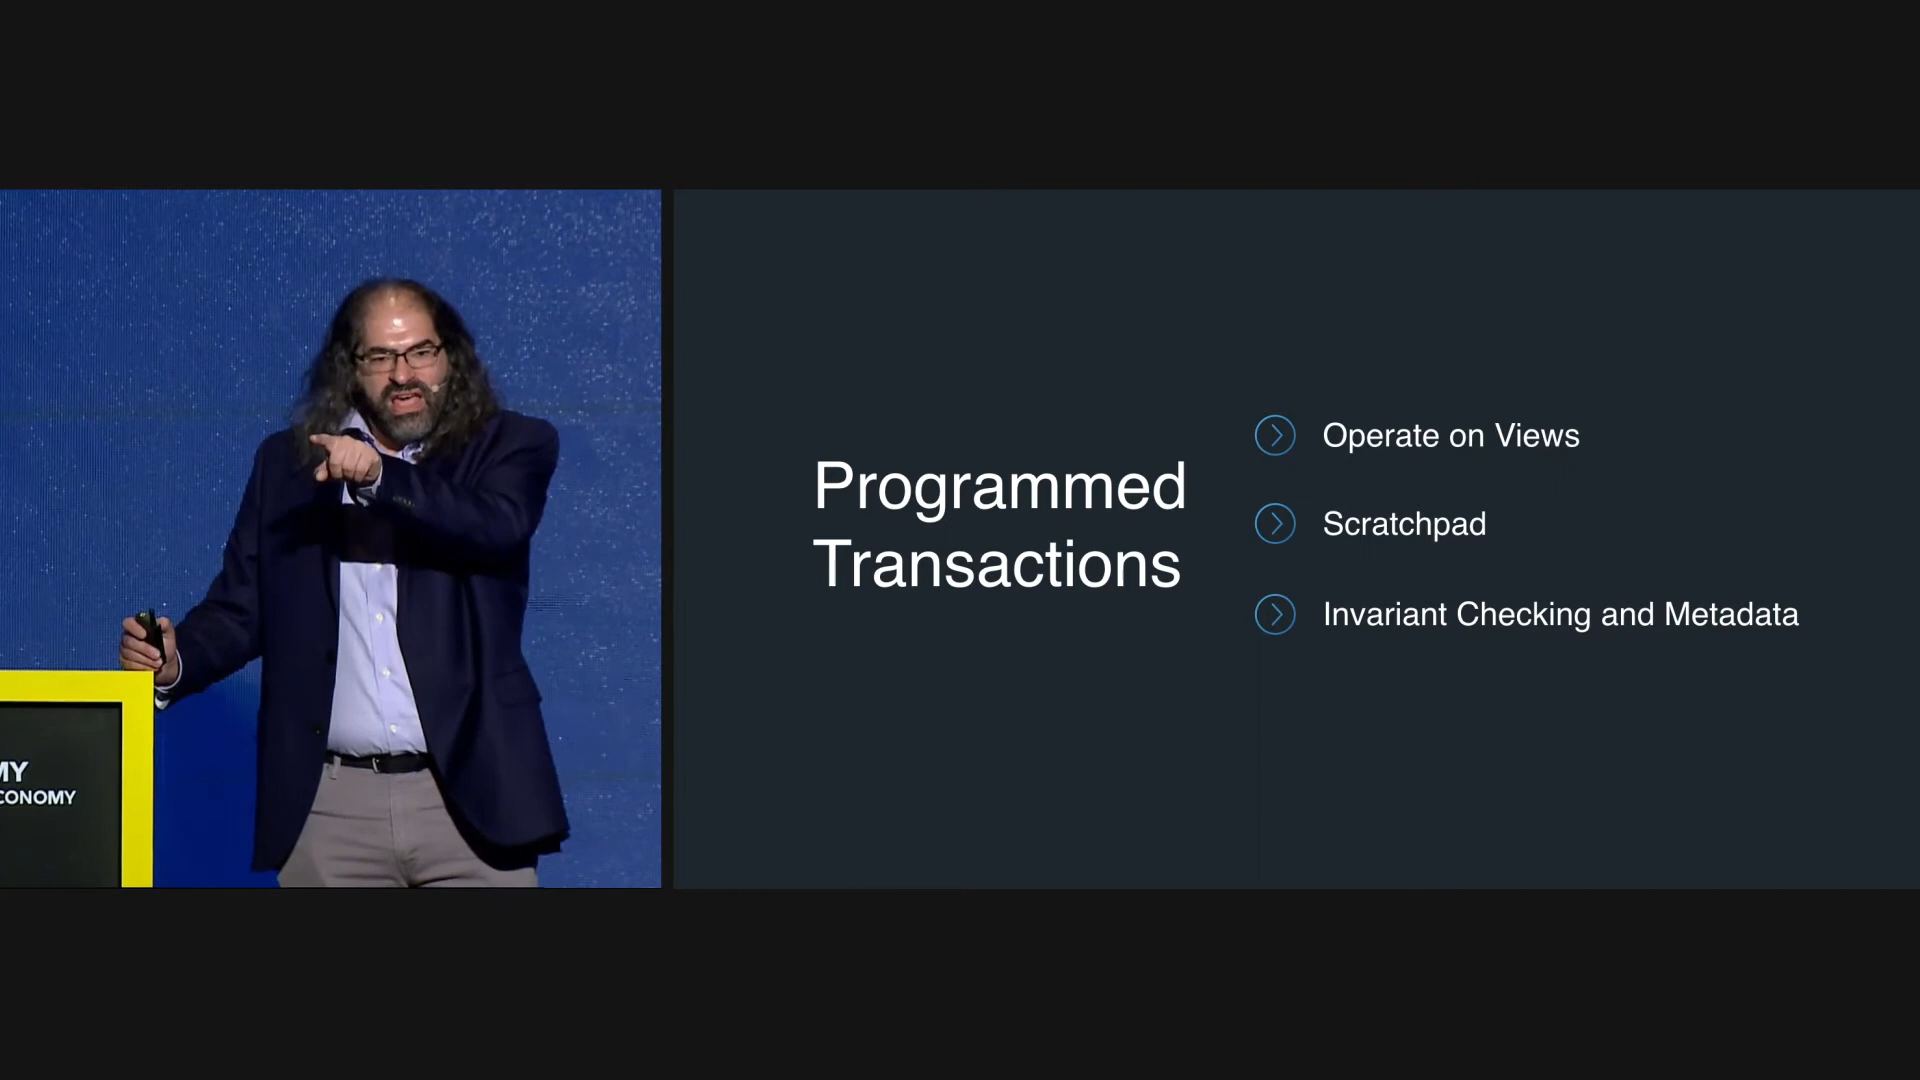 MY
CONOMY
Programmed
Transactions
Operate on Views
Scratchpad
Invariant Checking and Metadata